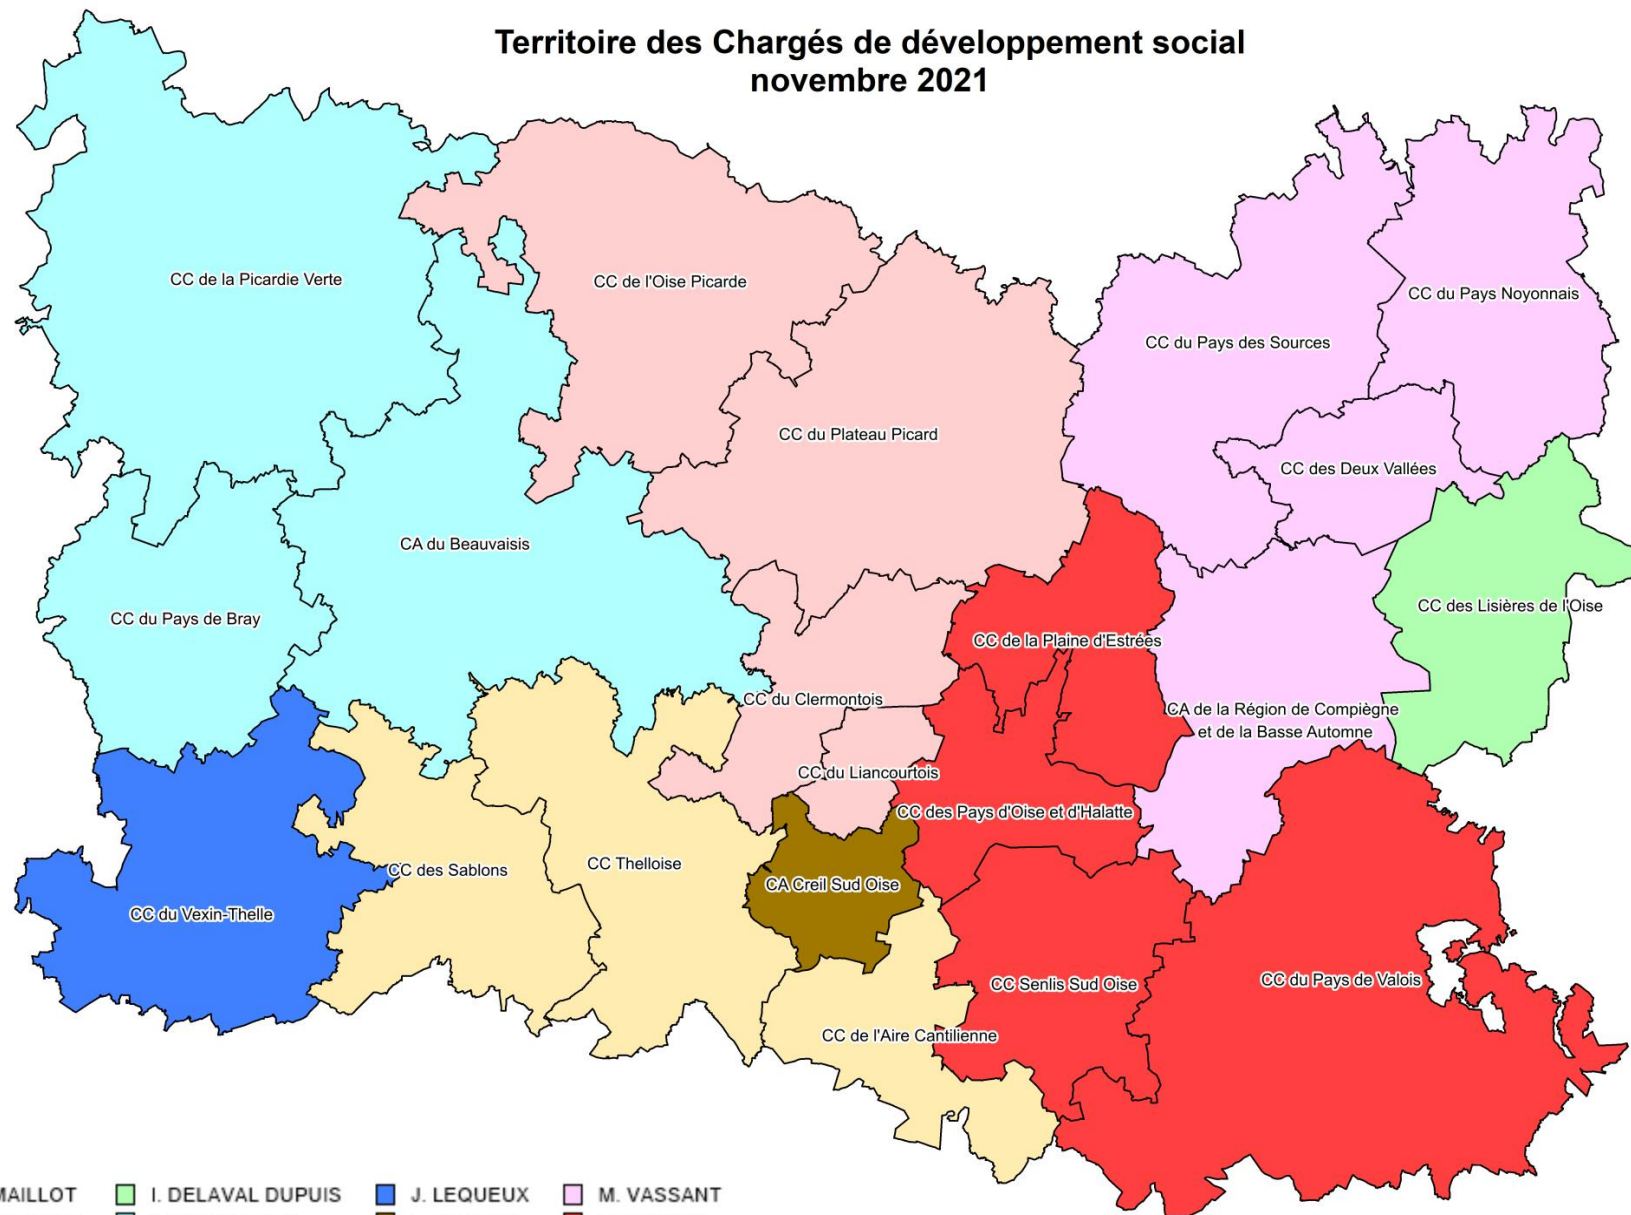 Territoire des Chargés de développement social
novembre 2021
CC de la Picardie Verte
CC de l'Oise Picarde
CC du Pays Noyonnais
CC du Pays des Sources
CC du Plateau Picard
CC des Deux Vallées
CA du Beauvaisis
CC des Lisières de l'Oise
CC du Pays de Bray
CC de la Plaine d'Estrées
CC du Clermontois
CA de la Région de Compiègne
et de la Basse Automne
CC du Liancourtois
CC des Pays d'Oise et d'Halatte
CC Thelloise
CC des Sablons
CA Creil Sud Oise
CC du Vexin-Thelle
CC du Pays de Valois
CC Senlis Sud Oise
CC de l'Aire Cantilienne
MAILLOT
I. DELAVAL DUPUIS
J. LEQUEUX
M. VASSANT